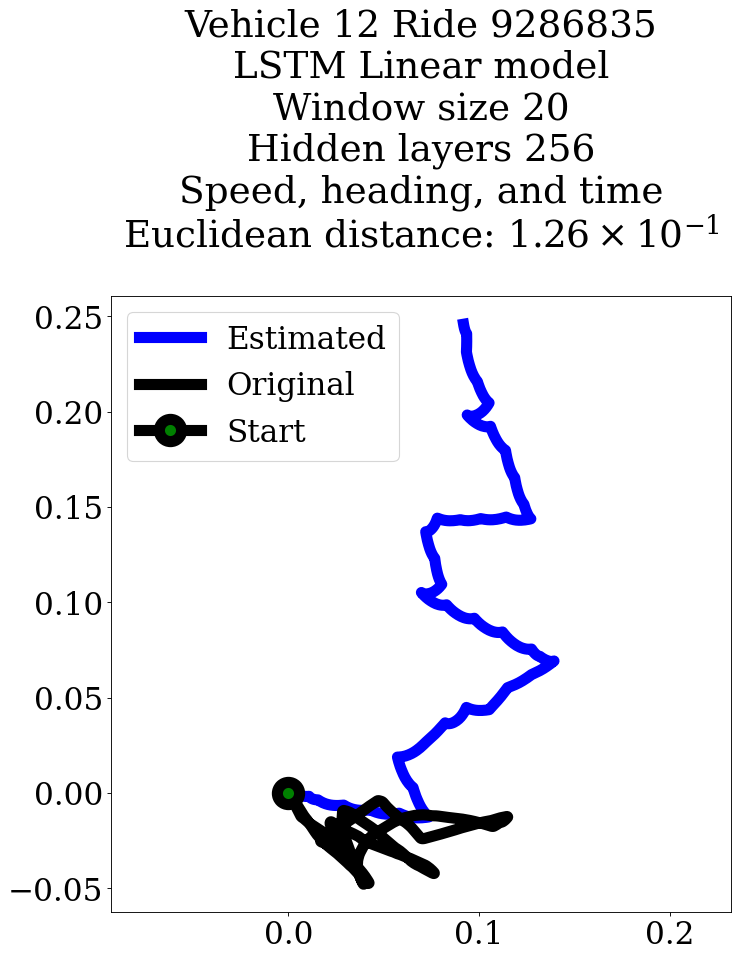 Vehicle 12 Ride 9286835
LSTM Linear model
Window size 20
Hidden layers 256
Speed, heading, and time
Euclidean distance: 1.26 × 10⁻¹
Estimated
Original
Start
0.25
0.20
0.15
0.10
0.05
0.00
−0.05
0.0 0.1 0.2